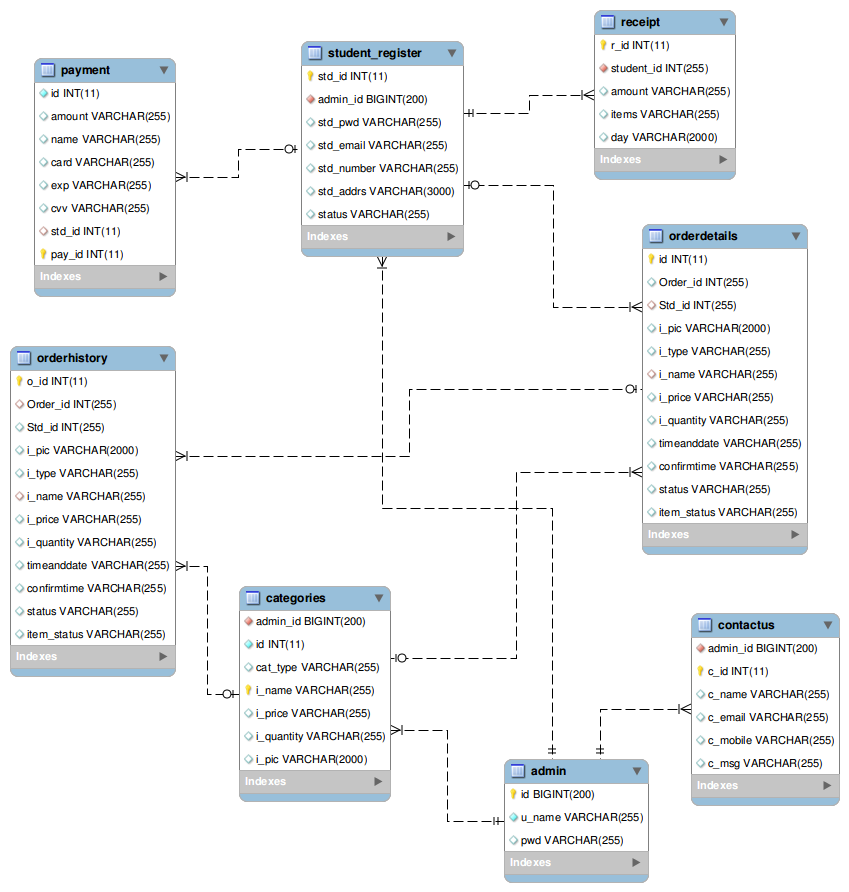 payment
id INT(11)
amount VARCHAR(255)
name VARCHAR(255)
card VARCHAR(255)
exp VARCHAR(255)
cvv VARCHAR(255)
std_id INT(11)
pay_id INT(11)
Indexes
student_register
std_id INT(11)
admin_id BIGINT(200)
std_pwd VARCHAR(255)
std_email VARCHAR(255)
std_number VARCHAR(255)
std_addrs VARCHAR(3000)
status VARCHAR(255)
Indexes
receipt
r_id INT(11)
student_id INT(255)
amount VARCHAR(255)
items VARCHAR(255)
day VARCHAR(2000)
Indexes
orderdetails
id INT(11)
Order_id INT(255)
Std_id INT(255)
i_pic VARCHAR(2000)
i_type VARCHAR(255)
i_name VARCHAR(255)
i_price VARCHAR(255)
i_quantity VARCHAR(255)
timeanddate VARCHAR(255)
confirmtime VARCHAR(255)
status VARCHAR(255)
item_status VARCHAR(255)
Indexes
orderhistory
o_id INT(11)
Order_id INT(255)
Std_id INT(255)
i_pic VARCHAR(2000)
i_type VARCHAR(255)
i_name VARCHAR(255)
i_price VARCHAR(255)
i_quantity VARCHAR(255)
timeanddate VARCHAR(255)
confirmtime VARCHAR(255)
status VARCHAR(255)
item_status VARCHAR(255)
Indexes
categories
admin_id BIGINT(200)
id INT(11)
cat_type VARCHAR(255)
i_name VARCHAR(255)
i_price VARCHAR(255)
i_quantity VARCHAR(255)
i_pic VARCHAR(2000)
Indexes
contactus
admin_id BIGINT(200)
c_id INT(11)
c_name VARCHAR(255)
c_email VARCHAR(255)
c_mobile VARCHAR(255)
c_msg VARCHAR(255)
Indexes
admin
id BIGINT(200)
u_name VARCHAR(255)
pwd VARCHAR(255)
Indexes